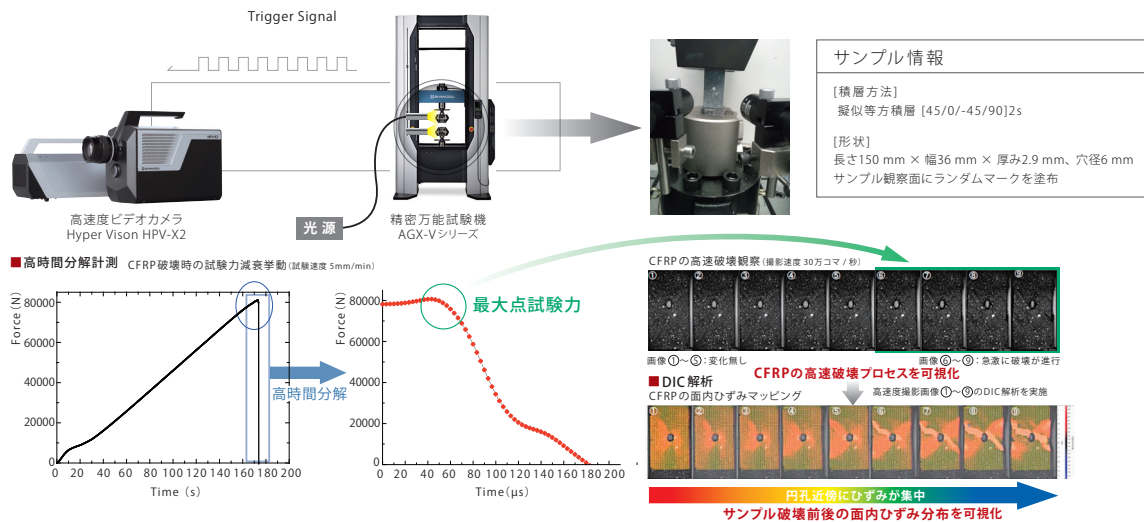 Trigger Signal
高速度ビデオカメラ
Hyper Vison HPV-X2
光 源
精密万能試験機
AGX-Vシリーズ
サンプル情報
[積層方法]
擬似等方積層 [45/0/-45/90]2s
[形状]
長さ150 mm × 幅36 mm × 厚み2.9 mm、穴径6 mm
サンプル観察面にランダムマークを塗布
■高時間分解計測 CFRP破壊時の試験力減衰挙動(試験速度 5mm/min)
Force(N)
80000
60000
40000
20000
0
0 20 40 60 80 100 120 140 160 180 200
Time (s)
高時間分解
Force(N)
80000
60000
40000
20000
0
0 20 40 60 80 100 120 140 160 180 200
Time(μs)
最大点試験力
CFRPの高速破壊観察(撮影速度 30万コマ / 秒)
① ② ③ ④ ⑤ ⑥ ⑦ ⑧ ⑨
画像①～⑤:変化無し
画像⑥～⑨:急激に破壊が進行
CFRPの高速破壊プロセスを可視化
■DIC解析
CFRPの面内ひずみマッピング
高速度撮影画像①～⑨のDIC解析を実施
① ② ③ ④ ⑤ ⑥ ⑦ ⑧ ⑨
円孔近傍にひずみが集中
サンプル破壊前後の面内ひずみ分布を可視化